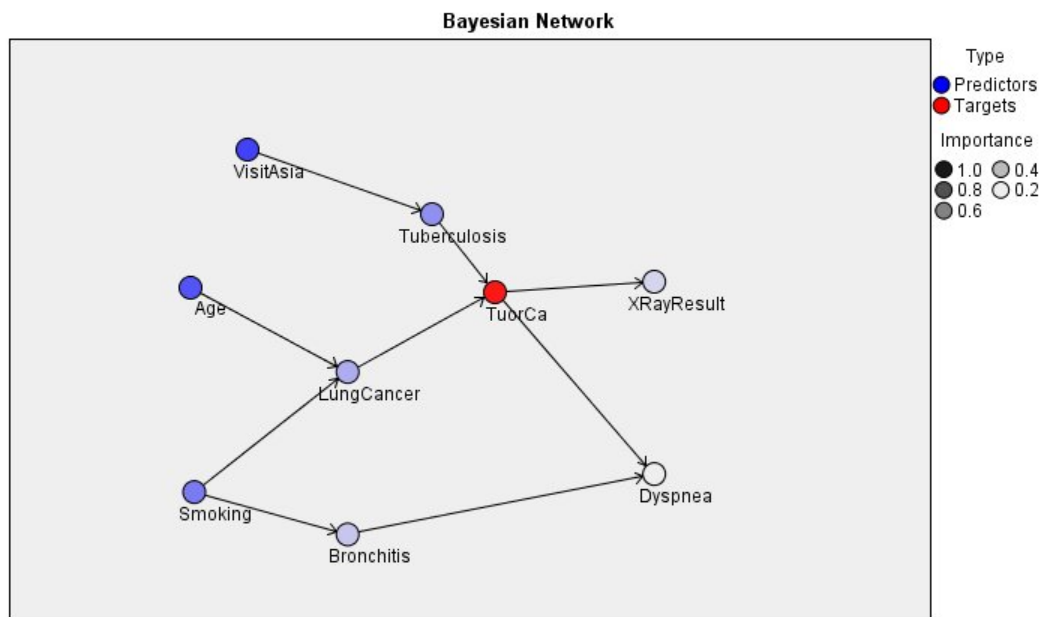 Bayesian Network
Type
Predictors
Targets
Importance
1.0 0.4
0.8 0.2
0.6
VisitAsia
Tuberculosis
Age
TuorCa
XRayResult
LungCancer
Smoking
Dyspnea
Bronchitis